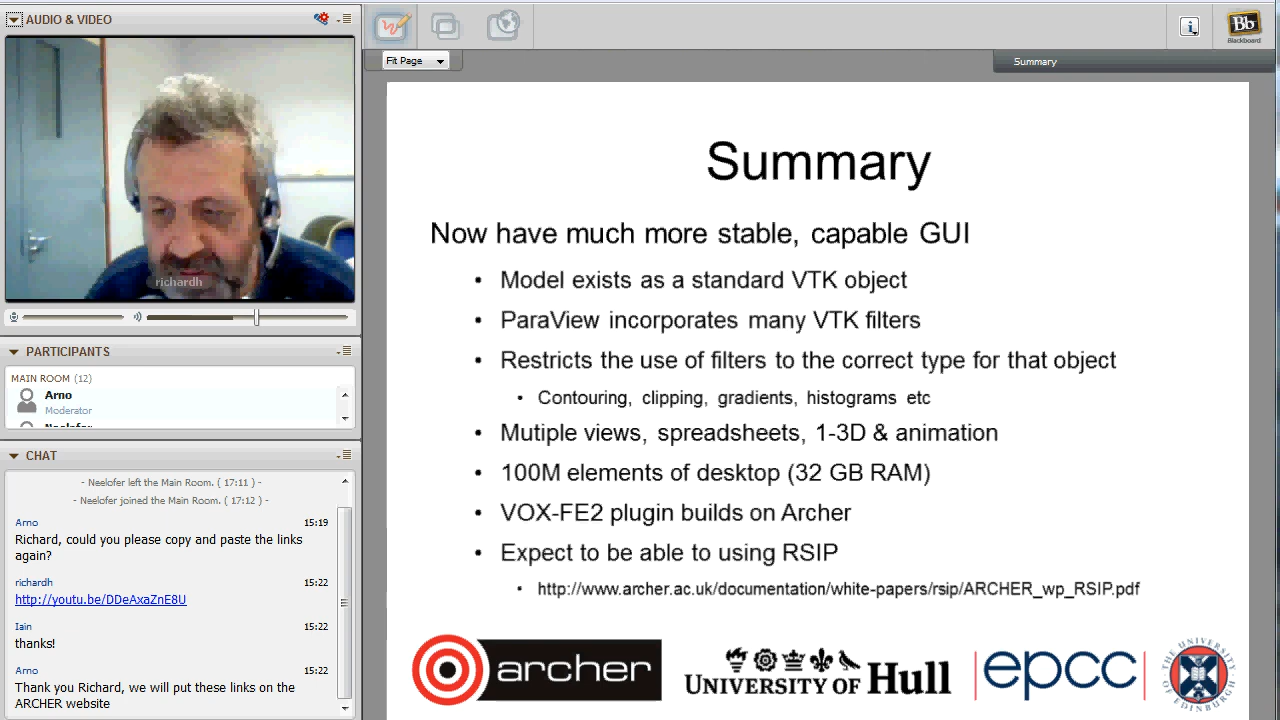 AUDIO & VIDEO
richardh
PARTICIPANTS
MAIN ROOM (12)
Arno
Moderator
CHAT
- Neelofer left the Main Room. ( 17:11 ) -
- Neelofer joined the Main Room. ( 17:12 ) -
Arno 15:19
Richard, could you please copy and paste the links
again?
richardh 15:22
http://youtu.be/DDeAxaZnE8U
Iain 15:22
thanks!
Arno 15:22
Thank you Richard, we will put these links on the
ARCHER website
Fit Page
Bb
Blackboard
Summary
Summary
Now have much more stable, capable GUI
• Model exists as a standard VTK object
• ParaView incorporates many VTK filters
• Restricts the use of filters to the correct type for that object
• Contouring, clipping, gradients, histograms etc
• Mutiple views, spreadsheets, 1-3D & animation
• 100M elements of desktop (32 GB RAM)
• VOX-FE2 plugin builds on Archer
• Expect to be able to using RSIP
• http://www.archer.ac.uk/documentation/white-papers/rsip/ARCHER_wp_RSIP.pdf
archer
UNIVERSITY OF Hull
epcc
THE UNIVERSITY
OF EDINBURGH